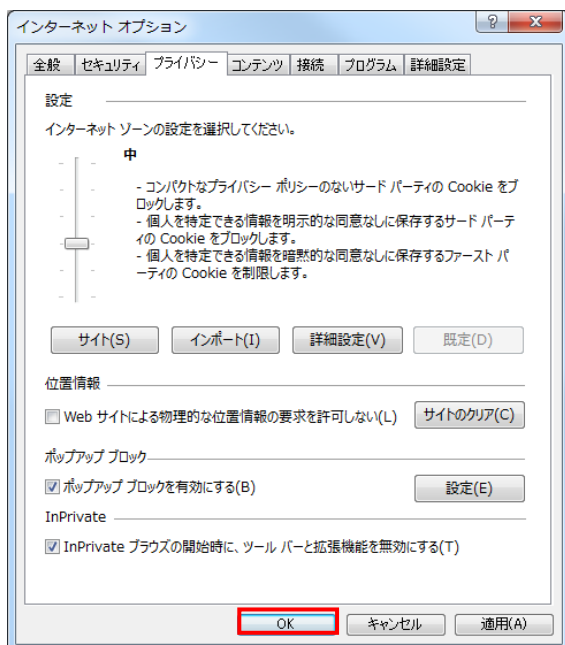 インターネット オプション
全般 セキュリティ プライバシー コンテンツ 接続 プログラム 詳細設定
設定
インターネット ゾーンの設定を選択してください。
中
- コンパクトなプライバシー ポリシーのないサード パーティの Cookie をブ
ロックします。
- 個人を特定できる情報を明示的な同意なしに保存するサード パーテ
ィの Cookie をブロックします。
- 個人を特定できる情報を暗黙的な同意なしに保存するファースト パ
ーティの Cookie を制限します。
サイト(S) インポート(I) 詳細設定(V) 既定(D)
位置情報
Web サイトによる物理的な位置情報の要求を許可しない(L) サイトのクリア(C)
ポップアップ ブロック
ポップアップ ブロックを有効にする(B) 設定(E)
InPrivate
InPrivate ブラウズの開始時に、ツール バーと拡張機能を無効にする(T)
OK キャンセル 適用(A)